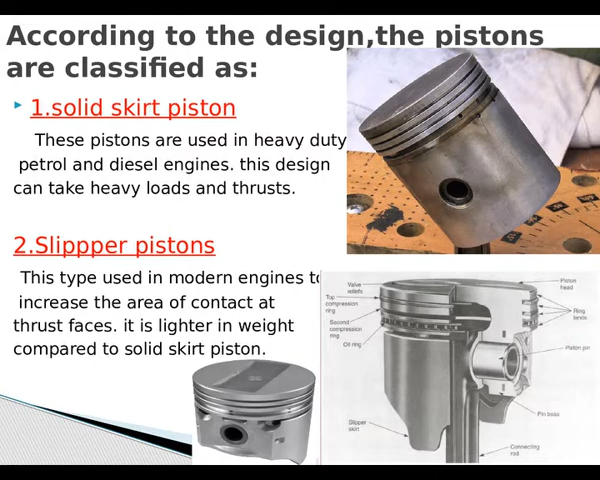 According to the design,the pistons
are classified as:
1.solid skirt piston
These pistons are used in heavy duty
petrol and diesel engines. this design
can take heavy loads and thrusts.
2.Slippper pistons
This type used in modern engines to
increase the area of contact at
thrust faces. it is lighter in weight
compared to solid skirt piston.
Valve
reliefs
Top
compression
ring
Second
compression
ring
Oil ring
Slipper
skirt
Piston
head
Ring
lands
Piston pin
Pin boss
Connecting
rod